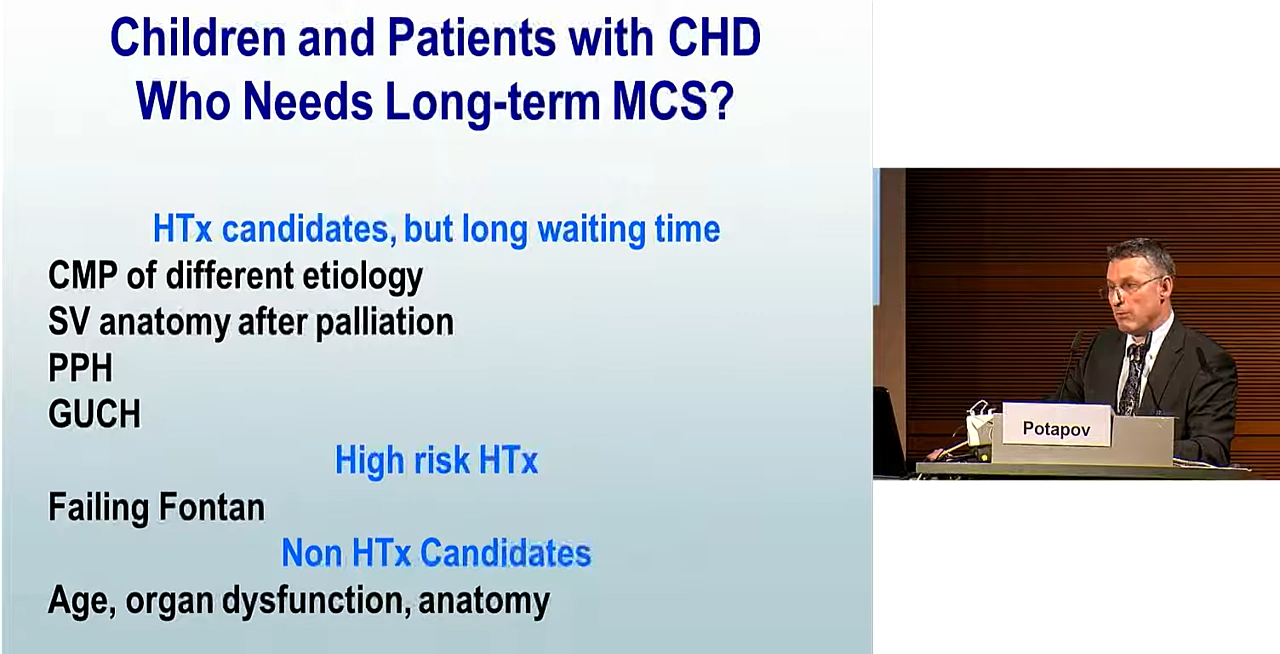 Children and Patients with CHD
Who Needs Long-term MCS?
HTx candidates, but long waiting time
CMP of different etiology
SV anatomy after palliation
PPH
GUCH
High risk HTx
Failing Fontan
Non HTx Candidates
Age, organ dysfunction, anatomy
Potapov